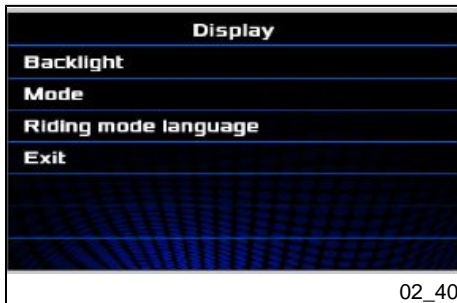 Display
Backlight
Mode
Riding mode language
Exit
02_40